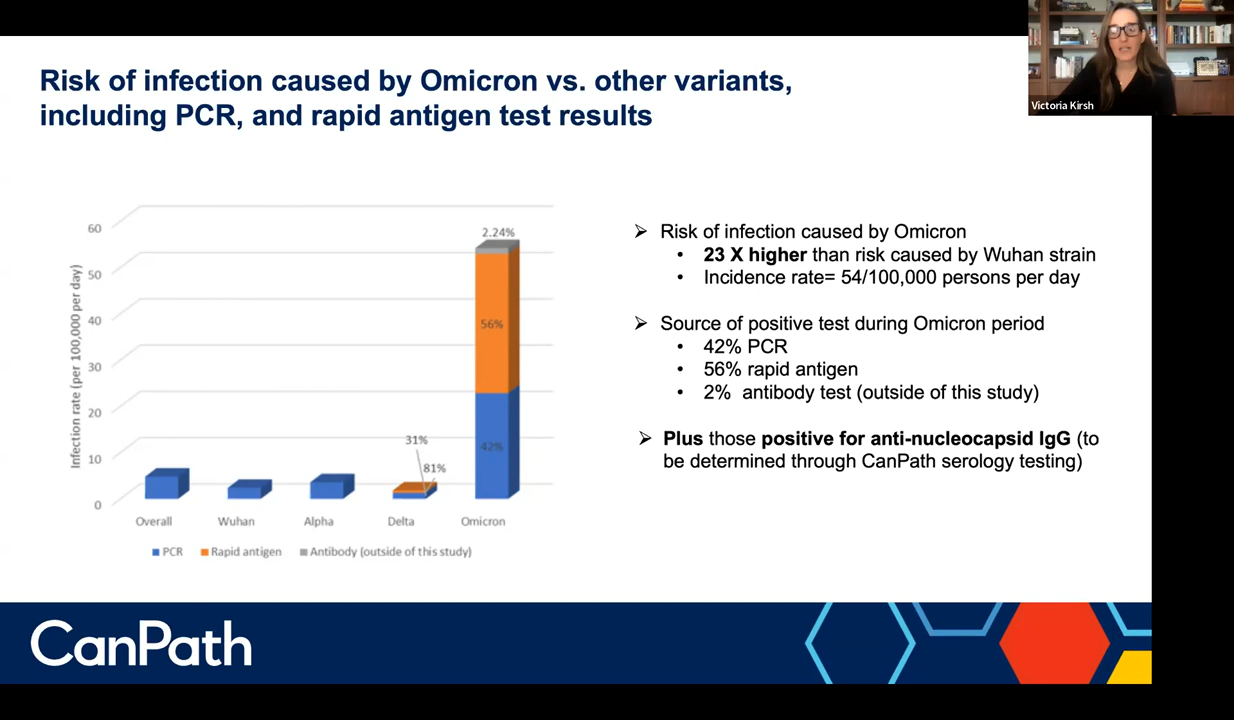 Risk of infection caused by Omicron vs. other variants,
including PCR, and rapid antigen test results
Victoria Kirsh
Infection rate (per 100,000 per day)
60
50
40
30
20
10
0
2.24%
56%
42%
31%
81%
Overall
Wuhan
Alpha
Delta
Omicron
PCR
Rapid antigen
Antibody (outside of this study)
➢ Risk of infection caused by Omicron
• 23 X higher than risk caused by Wuhan strain
• Incidence rate= 54/100,000 persons per day
➢ Source of positive test during Omicron period
• 42% PCR
• 56% rapid antigen
• 2% antibody test (outside of this study)
➢ Plus those positive for anti-nucleocapsid IgG (to
be determined through CanPath serology testing)
CanPath